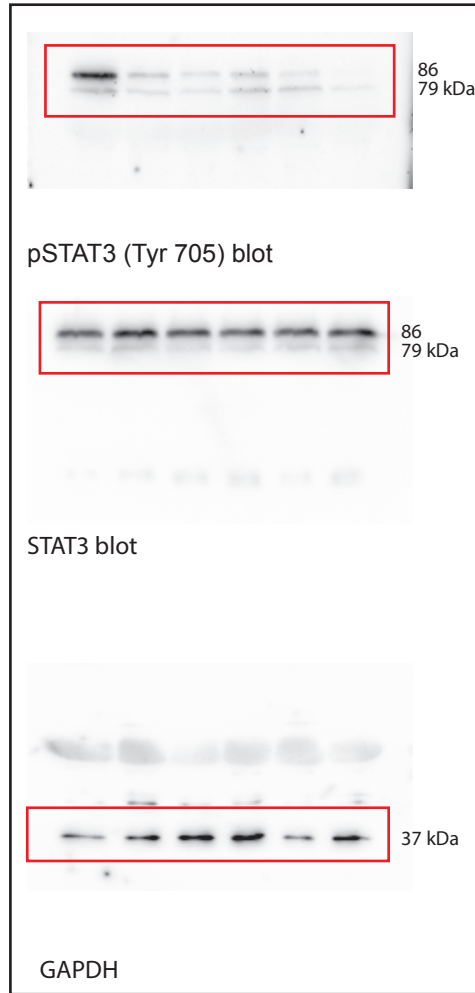 86
79 kDa
pSTAT3 (Tyr 705) blot
86
79 kDa
STAT3 blot
37 kDa
GAPDH